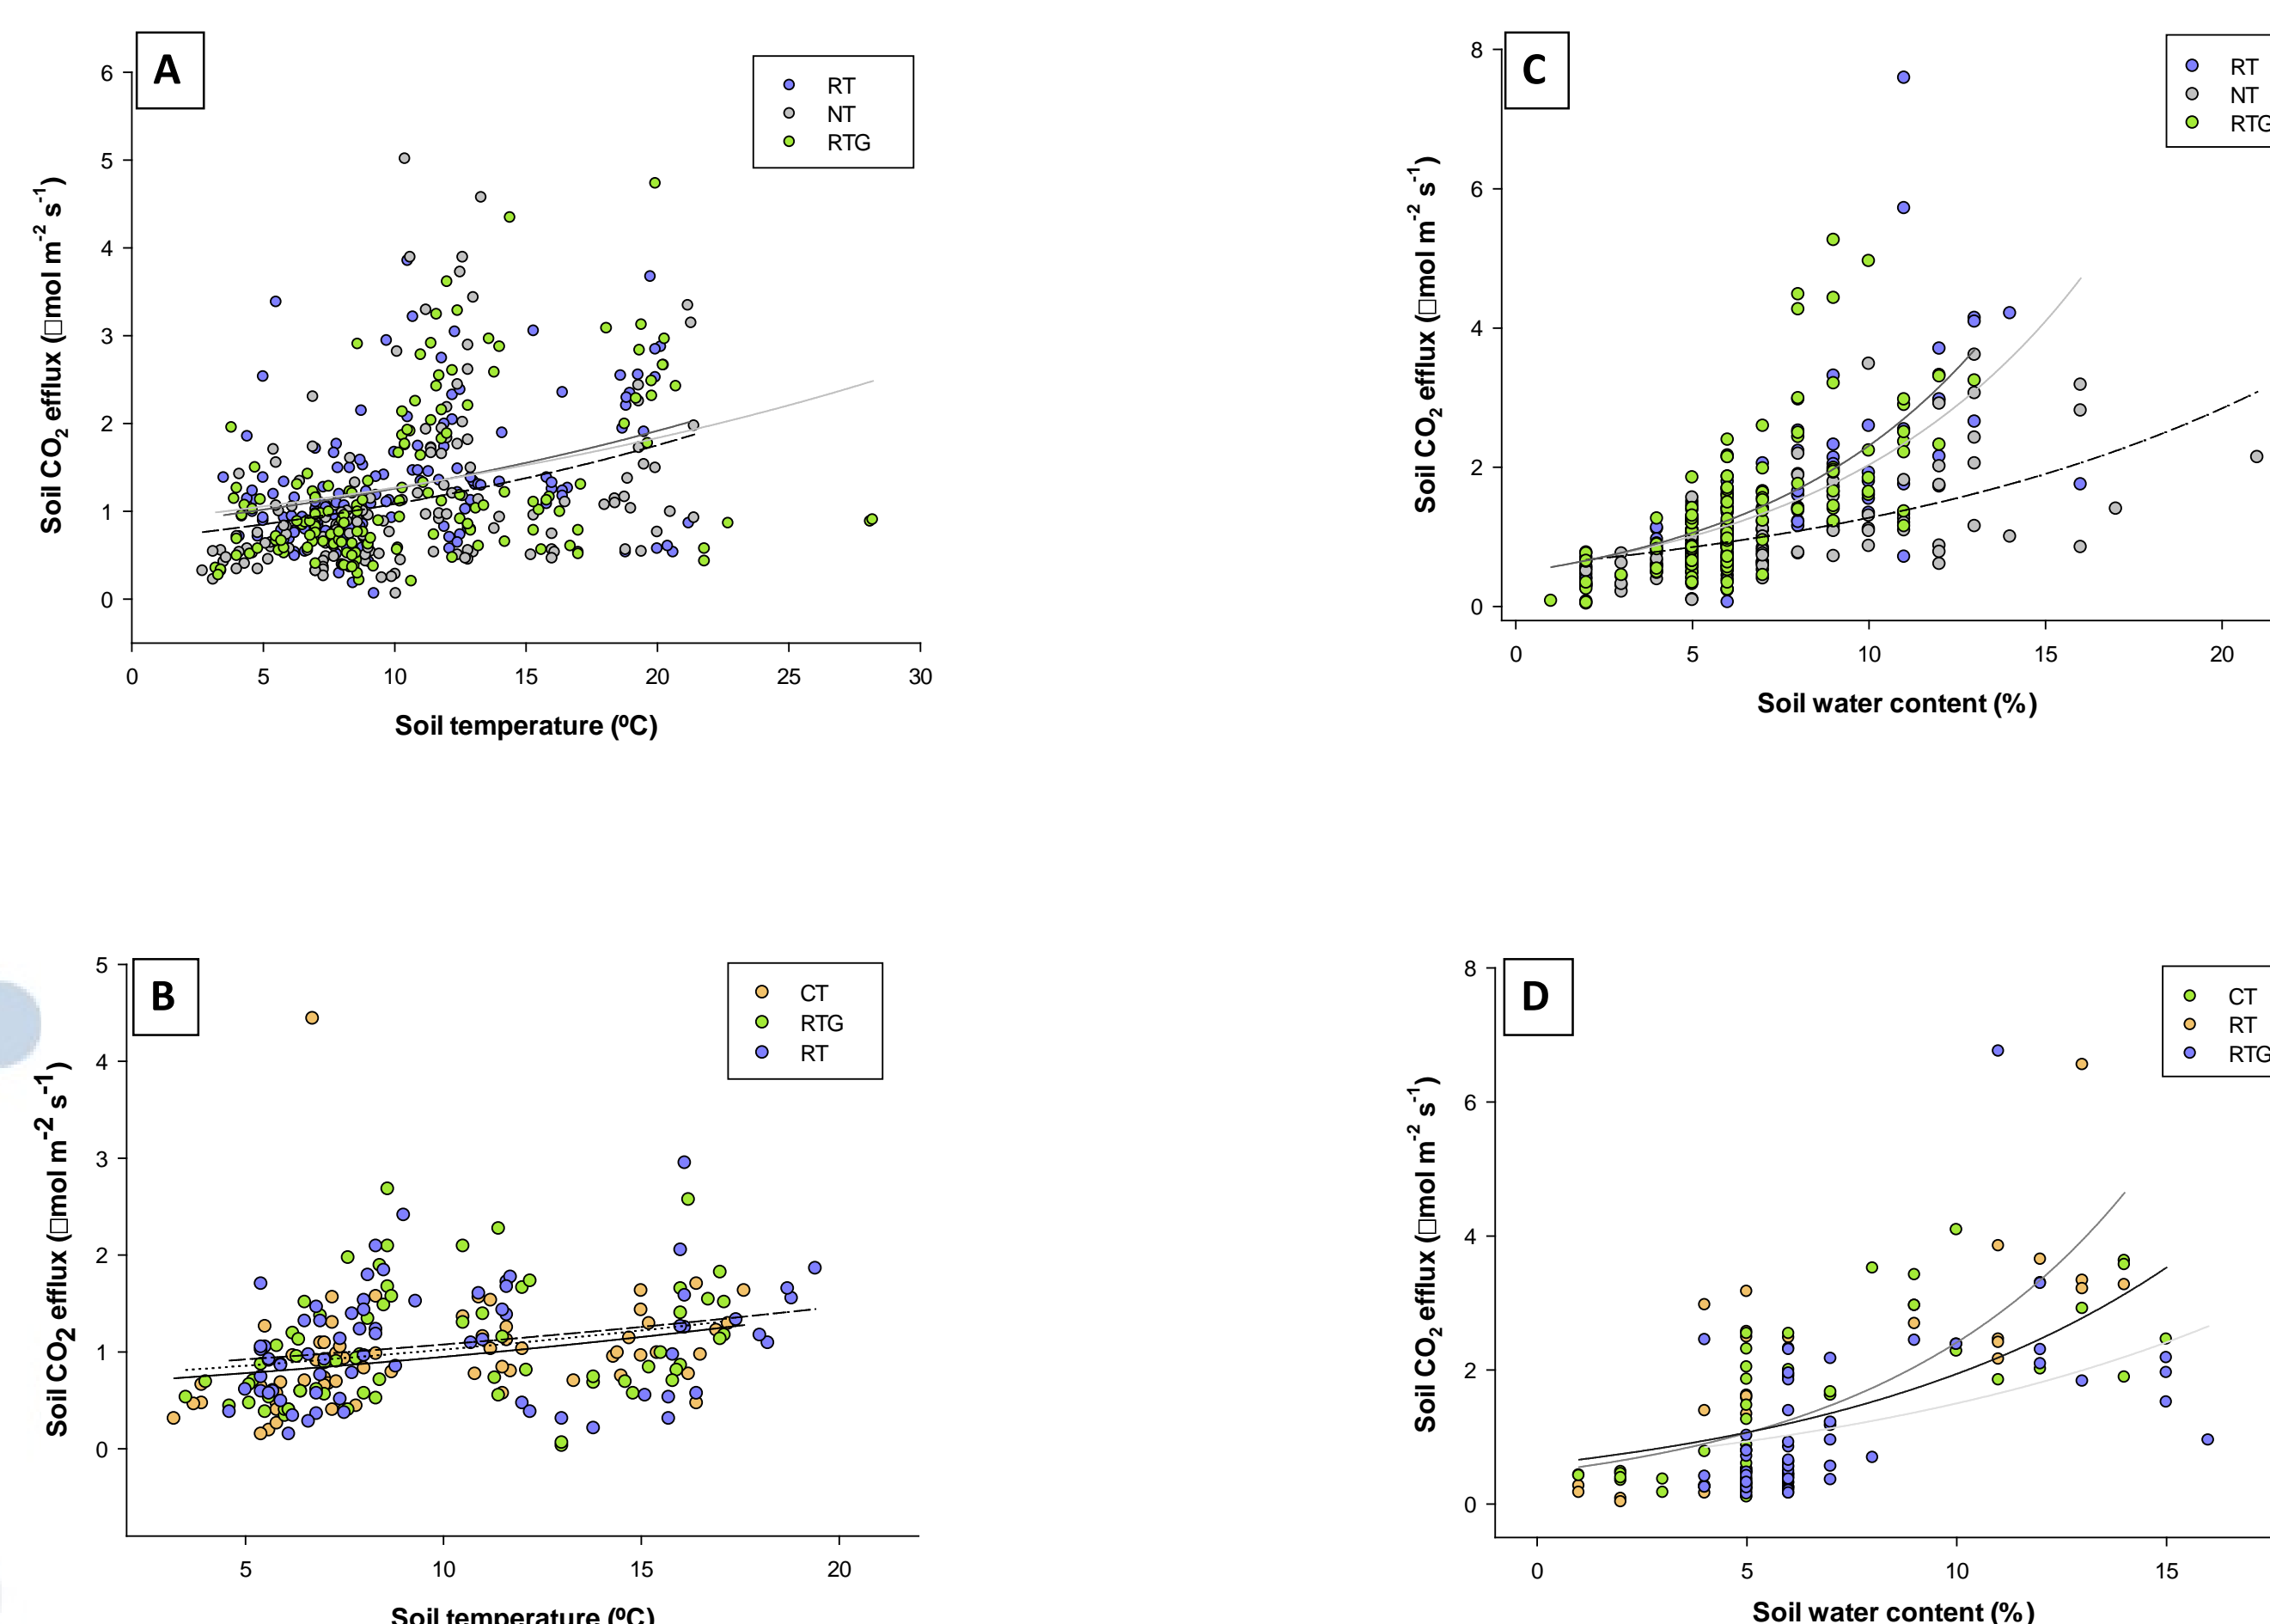 A
RT
NT
RTG
6
5
4
3
2
1
0
Soil CO2 efflux (□mol m-2 s-1)
0 5 10 15 20 25 30
Soil temperature (ºC)
C
RT
NT
RTG
8
6
4
2
0
Soil CO2 efflux (□mol m-2 s-1)
0 5 10 15 20
Soil water content (%)
B
CT
RTG
RT
5
4
3
2
1
0
Soil CO2 efflux (□mol m-2 s-1)
5 10 15 20
Soil temperature (ºC)
D
CT
RT
RTG
8
6
4
2
0
Soil CO2 efflux (□mol m-2 s-1)
0 5 10 15
Soil water content (%)